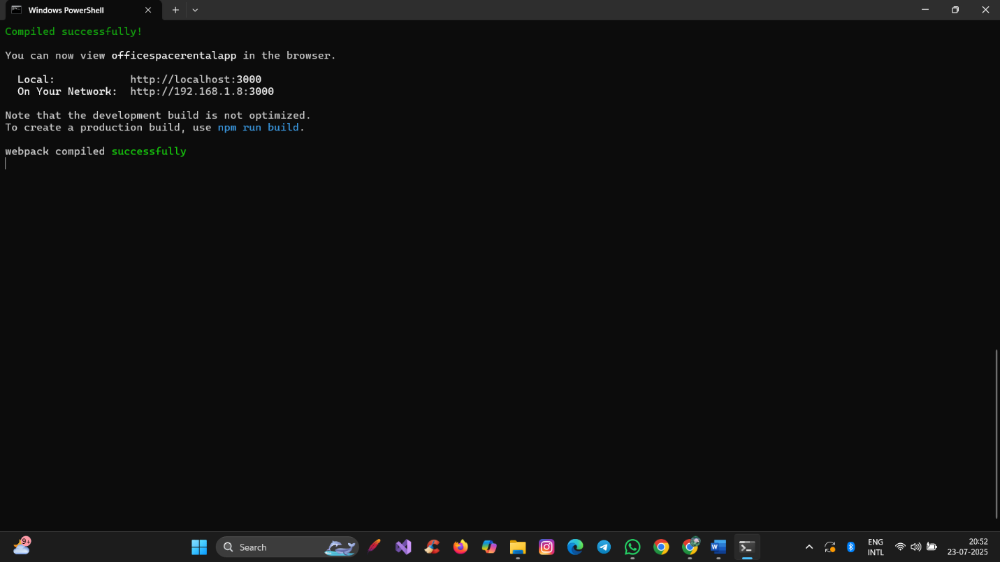 Windows PowerShell
Compiled successfully!
You can now view officespacerentalapp in the browser.
Local: http://localhost:3000
On Your Network: http://192.168.1.8:3000
Note that the development build is not optimized.
To create a production build, use npm run build.
webpack compiled successfully
9+
Search
ENG
INTL
20:52
23-07-2025